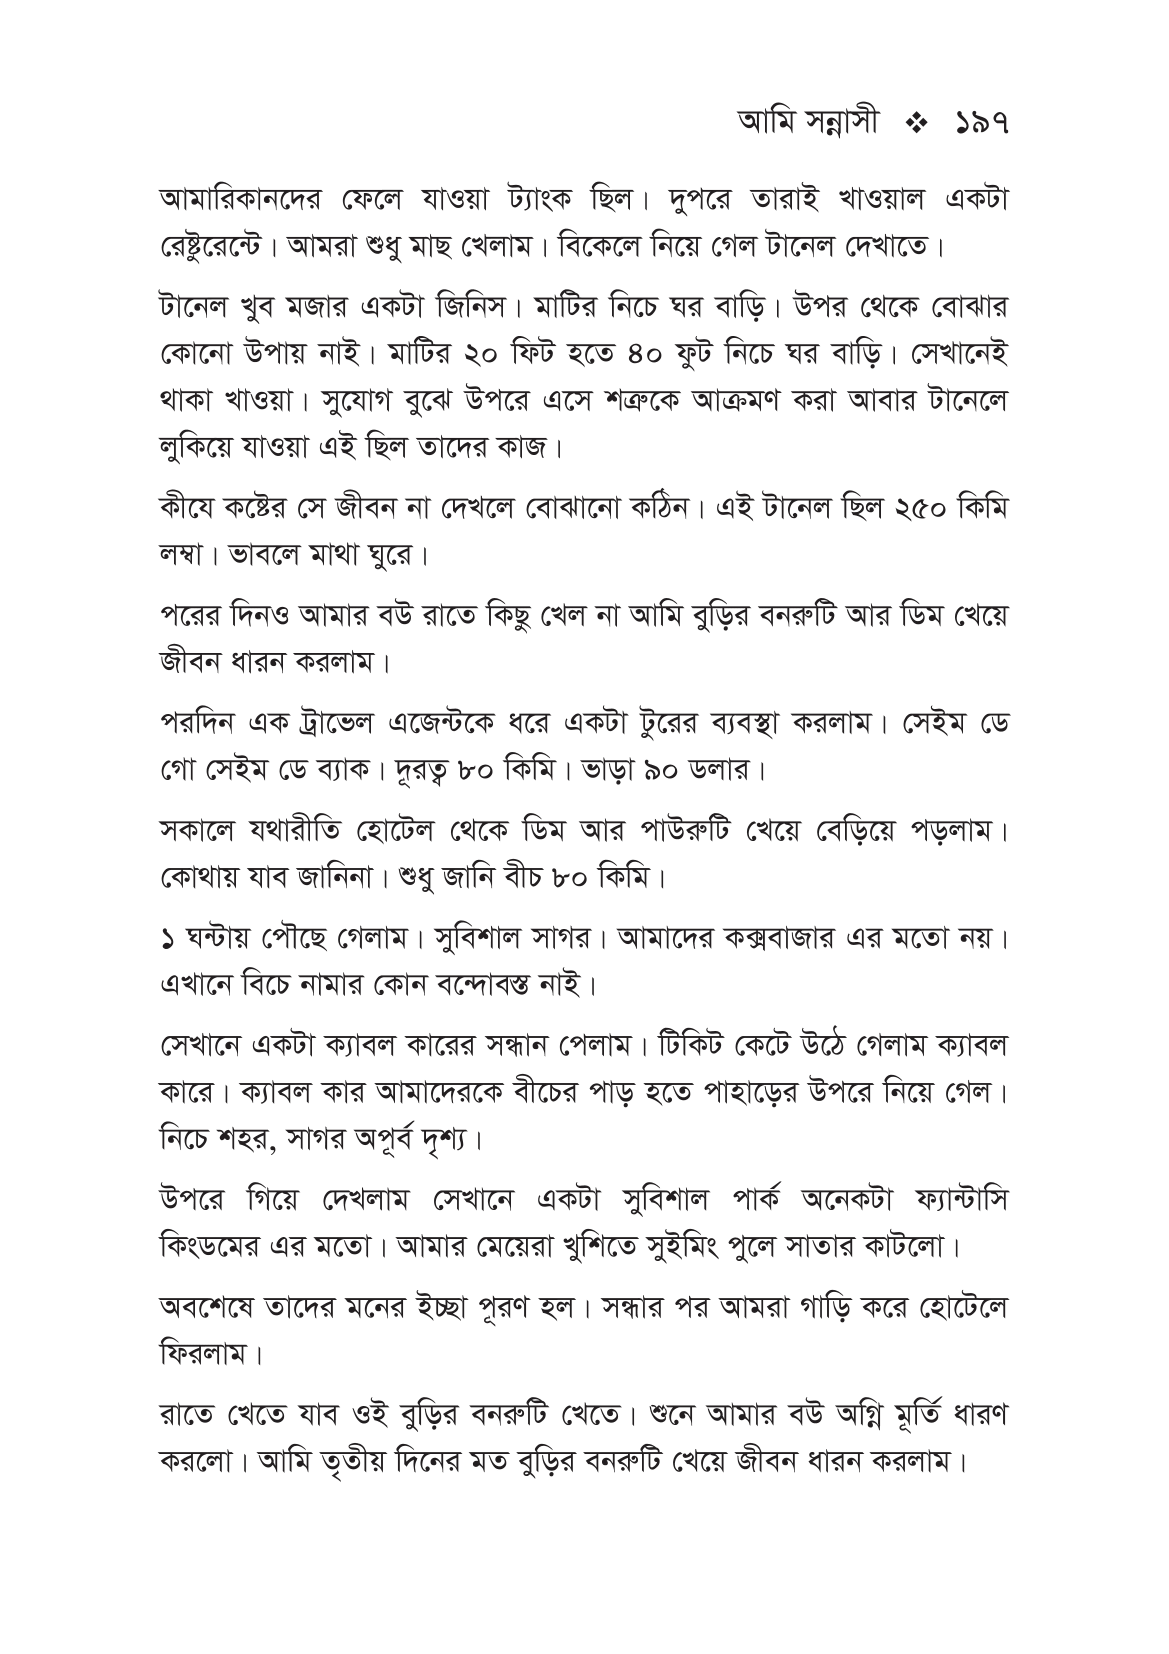 আমি সন্নাসী ❖ ১৯৭
আমারিকানদের ফেলে যাওয়া ট্যাংক ছিল। দুপরে তারাই খাওয়াল একটা
রেষ্টুরেন্টে। আমরা শুধু মাছ খেলাম। বিকেলে নিয়ে গেল টানেল দেখাতে।
টানেল খুব মজার একটা জিনিস। মাটির নিচে ঘর বাড়ি। উপর থেকে বোঝার
কোনো উপায় নাই। মাটির ২০ ফিট হতে ৪০ ফুট নিচে ঘর বাড়ি। সেখানেই
থাকা খাওয়া। সুযোগ বুঝে উপরে এসে শত্রুকে আক্রমণ করা আবার টানেলে
লুকিয়ে যাওয়া এই ছিল তাদের কাজ।
কীযে কষ্টের সে জীবন না দেখলে বোঝানো কঠিন। এই টানেল ছিল ২৫০ কিমি
লম্বা। ভাবলে মাথা ঘুরে।
পরের দিনও আমার বউ রাতে কিছু খেল না আমি বুড়ির বনরুটি আর ডিম খেয়ে
জীবন ধারন করলাম।
পরদিন এক ট্রাভেল এজেন্টকে ধরে একটা টুরের ব্যবস্থা করলাম। সেইম ডে
গো সেইম ডে ব্যাক। দূরত্ব ৮০ কিমি। ভাড়া ৯০ ডলার।
সকালে যথারীতি হোটেল থেকে ডিম আর পাউরুটি খেয়ে বেড়িয়ে পড়লাম।
কোথায় যাব জানিনা। শুধু জানি বীচ ৮০ কিমি।
১ ঘন্টায় পৌছে গেলাম। সুবিশাল সাগর। আমাদের কক্সবাজার এর মতো নয়।
এখানে বিচে নামার কোন বন্দোবস্ত নাই।
সেখানে একটা ক্যাবল কারের সন্ধান পেলাম। টিকিট কেটে উঠে গেলাম ক্যাবল
কারে। ক্যাবল কার আমাদেরকে বীচের পাড় হতে পাহাড়ের উপরে নিয়ে গেল।
নিচে শহর, সাগর অপূর্ব দৃশ্য।
উপরে গিয়ে দেখলাম সেখানে একটা সুবিশাল পার্ক অনেকটা ফ্যান্টাসি
কিংডমের এর মতো। আমার মেয়েরা খুশিতে সুইমিং পুলে সাতার কাটলো।
অবশেষে তাদের মনের ইচ্ছা পূরণ হল। সন্ধার পর আমরা গাড়ি করে হোটেলে
ফিরলাম।
রাতে খেতে যাব ওই বুড়ির বনরুটি খেতে। শুনে আমার বউ অগ্নি মূর্তি ধারণ
করলো। আমি তৃতীয় দিনের মত বুড়ির বনরুটি খেয়ে জীবন ধারন করলাম।